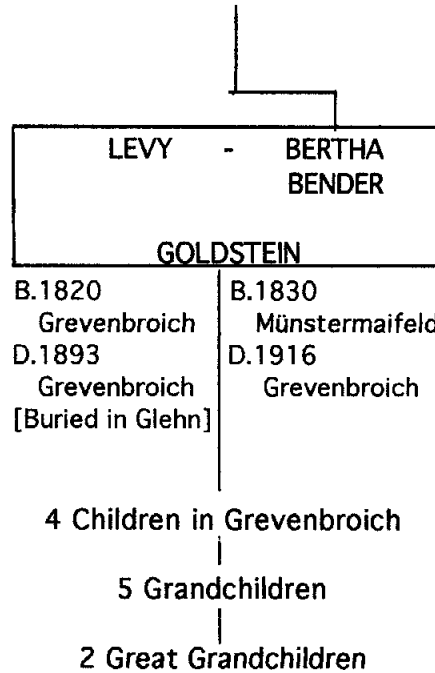 LEVY - BERTHA
BENDER
GOLDSTEIN
B.1820
Grevenbroich
D.1893
Grevenbroich
[Buried in Glehn]
B.1830
Münstermaifeld
D.1916
Grevenbroich
4 Children in Grevenbroich
5 Grandchildren
2 Great Grandchildren